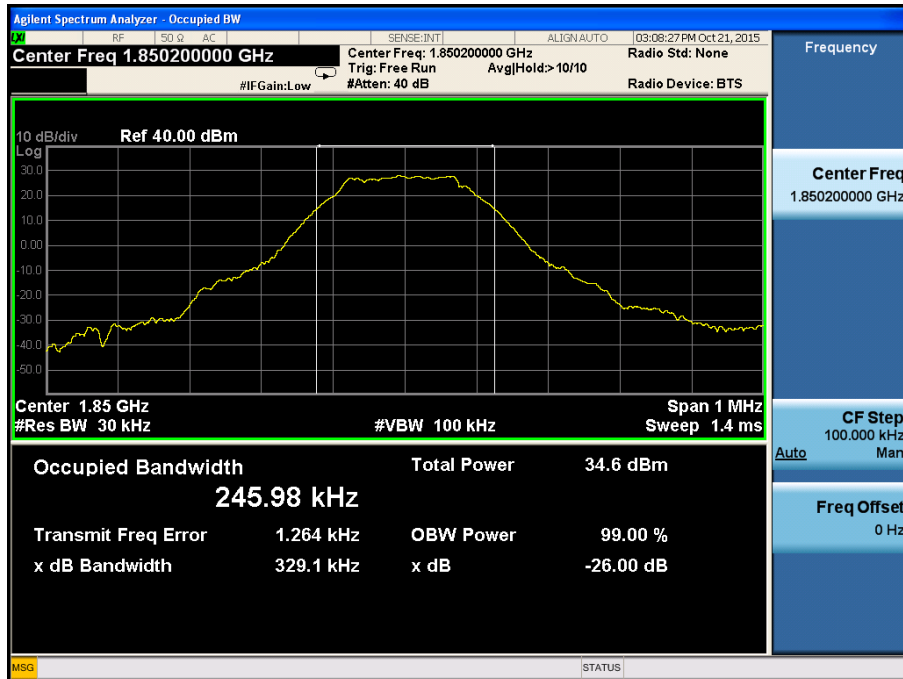 Agilent Spectrum Analyzer - Occupied BW
LXI RF 50 Ω AC SENSE:INT ALIGNAUTO 03:08:27 PM Oct 21, 2015
Center Freq 1.850200000 GHz
Center Freq: 1.850200000 GHz
Radio Std: None
Trig: Free Run Avg|Hold:>10/10
#IFGain:Low
#Atten: 40 dB
Radio Device: BTS
10 dB/div Ref 40.00 dBm
Log
30.0
20.0
10.0
0.00
-10.0
-20.0
-30.0
-40.0
-50.0
Center 1.85 GHz Span 1 MHz
#Res BW 30 kHz #VBW 100 kHz Sweep 1.4 ms
Occupied Bandwidth Total Power 34.6 dBm
245.98 kHz
Transmit Freq Error 1.264 kHz OBW Power 99.00 %
x dB Bandwidth 329.1 kHz x dB -26.00 dB
MSG STATUS
Frequency
Center Freq
1.850200000 GHz
CF Step
100.000 kHz
Auto Man
Freq Offset
0 Hz